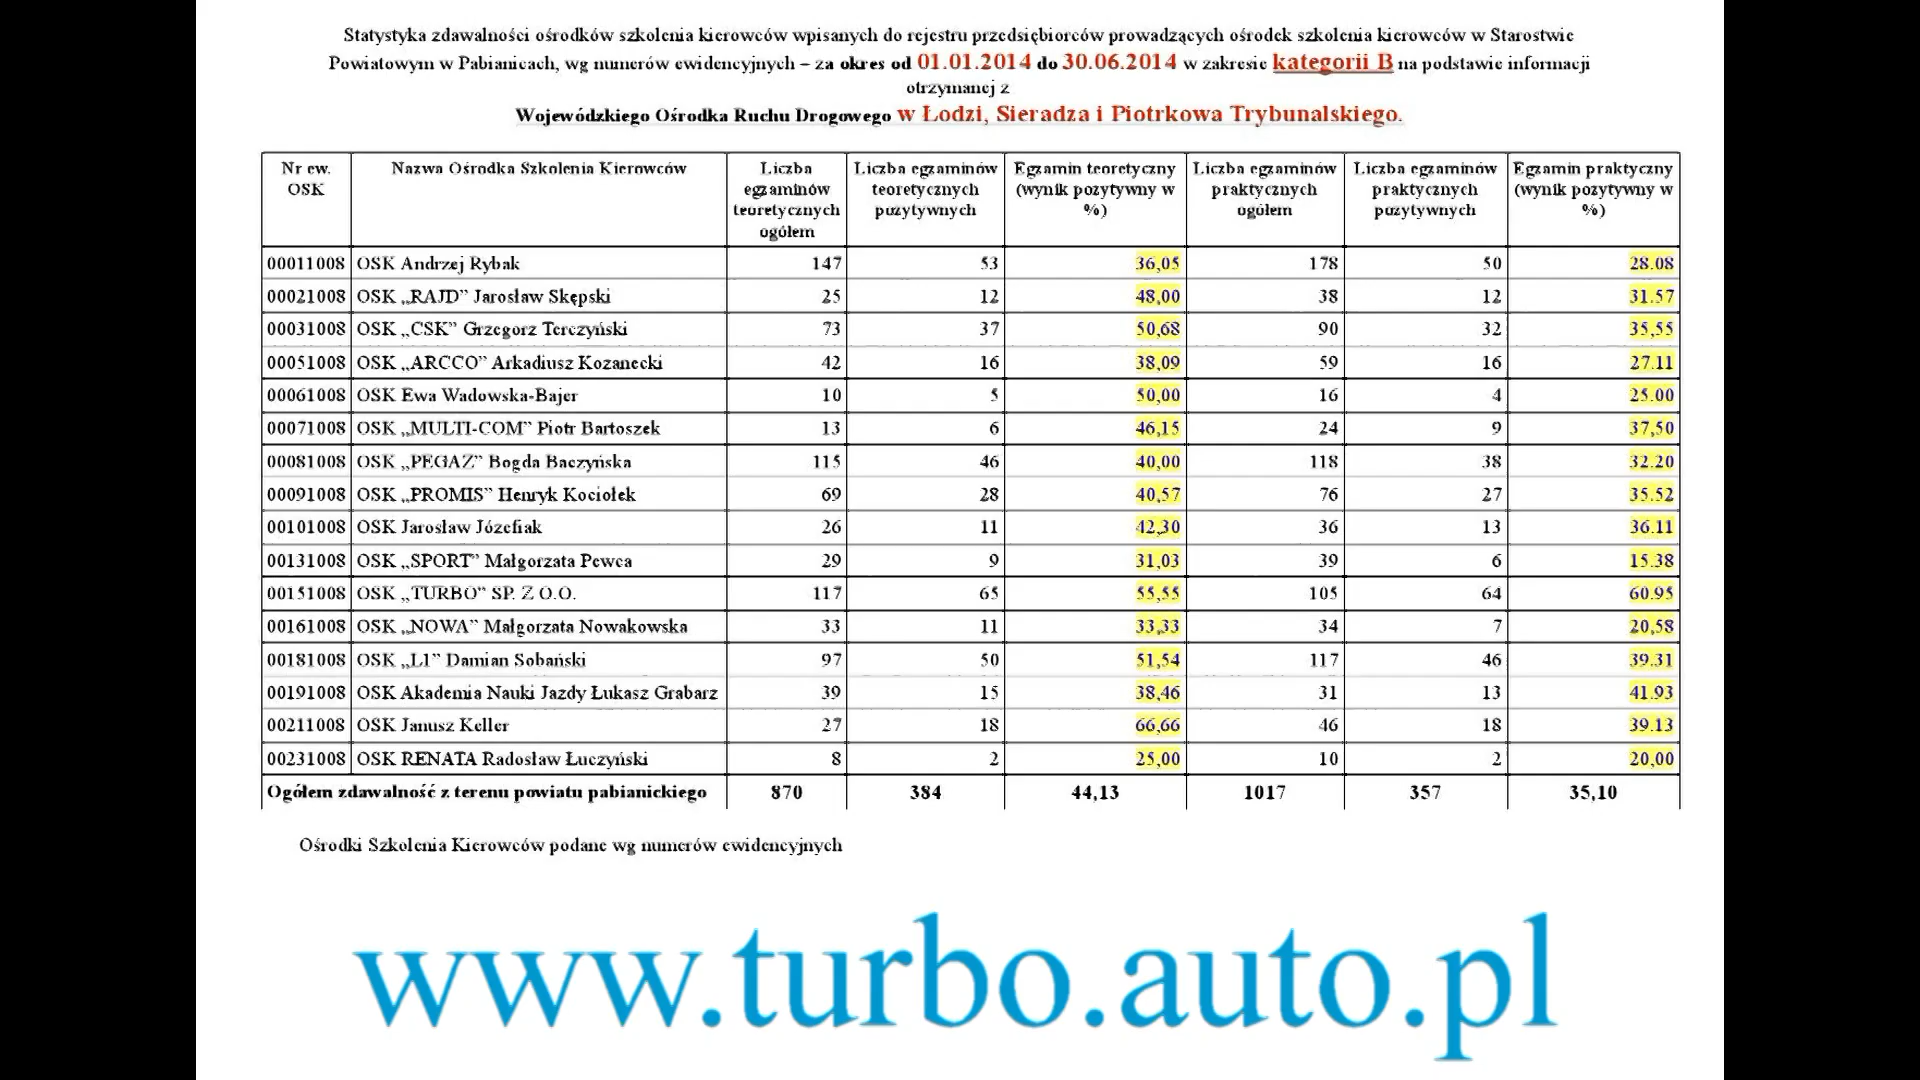 Statystyka zdawalności ośrodków szkolenia kierowców wpisanych do rejestru przedsiębiorców prowadzących ośrodek szkolenia kierowców w Starostwie
Powiatowym w Pabianicach, wg numerów ewidencyjnych – za okres od 01.01.2014 do 30.06.2014 w zakresie kategorii B na podstawie informacji
otrzymanej z
Wojewódzkiego Ośrodka Ruchu Drogowego w Łodzi, Sieradza i Piotrkowa Trybunalskiego.
Nr ew. OSK Nazwa Ośrodka Szkolenia Kierowców Liczba egzaminów teoretycznych ogółem Liczba egzaminów teoretycznych pozytywnych Egzamin teoretyczny (wynik pozytywny w %) Liczba egzaminów praktycznych ogółem Liczba egzaminów praktycznych pozytywnych Egzamin praktyczny (wynik pozytywny w %)
00011008 OSK Andrzej Rybak 147 53 36,05 178 50 28.08
00021008 OSK „RAJD” Jarosław Skępski 25 12 48,00 38 12 31.57
00031008 OSK „CSK” Grzegorz Terczyński 73 37 50,68 90 32 35,55
00051008 OSK „ARCCO” Arkadiusz Kozanecki 42 16 38,09 59 16 27.11
00061008 OSK Ewa Wadowska-Bajer 10 5 50,00 16 4 25.00
00071008 OSK „MULTI-COM” Piotr Bartoszek 13 6 46,15 24 9 37,50
00081008 OSK „PEGAZ” Bogda Baczyńska 115 46 40,00 118 38 32.20
00091008 OSK „PROMIS” Henryk Kociołek 69 28 40,57 76 27 35.52
00101008 OSK Jarosław Józefiak 26 11 42,30 36 13 36.11
00131008 OSK „SPORT” Małgorzata Pewca 29 9 31,03 39 6 15.38
00151008 OSK „TURBO” SP. Z O.O. 117 65 55,55 105 64 60.95
00161008 OSK „NOWA” Małgorzata Nowakowska 33 11 33,33 34 7 20,58
00181008 OSK „L1” Damian Sobański 97 50 51,54 117 46 39.31
00191008 OSK Akademia Nauki Jazdy Łukasz Grabarz 39 15 38,46 31 13 41.93
00211008 OSK Janusz Keller 27 18 66,66 46 18 39.13
00231008 OSK RENATA Radosław Łuczyński 8 2 25,00 10 2 20,00
Ogółem zdawalność z terenu powiatu pabianickiego 870 384 44,13 1017 357 35,10
Ośrodki Szkolenia Kierowców podane wg numerów ewidencyjnych
www.turbo.auto.pl